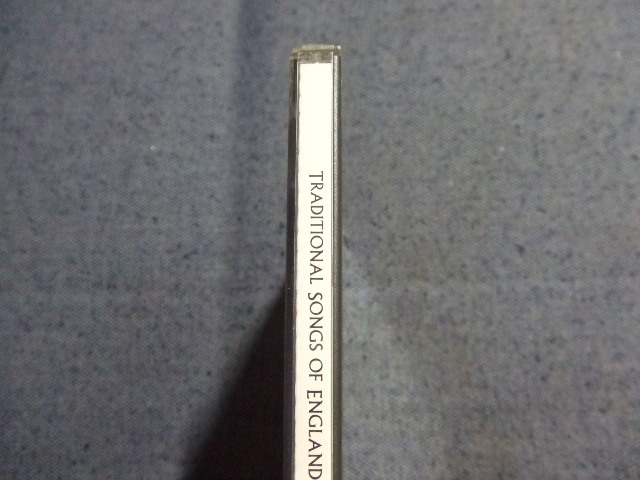 TRADITIONAL SONGS OF ENGLAND